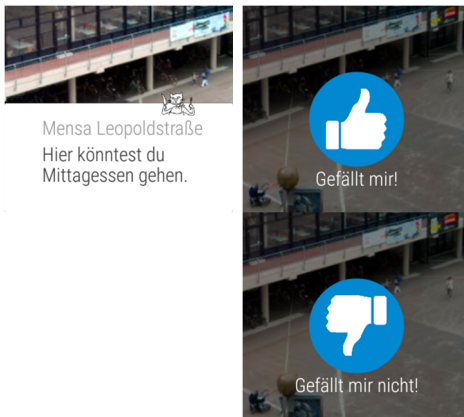 Mensa Leopoldstraße
Hier könntest du
Mittagessen gehen.
Gefällt mir!
Gefällt mir nicht!